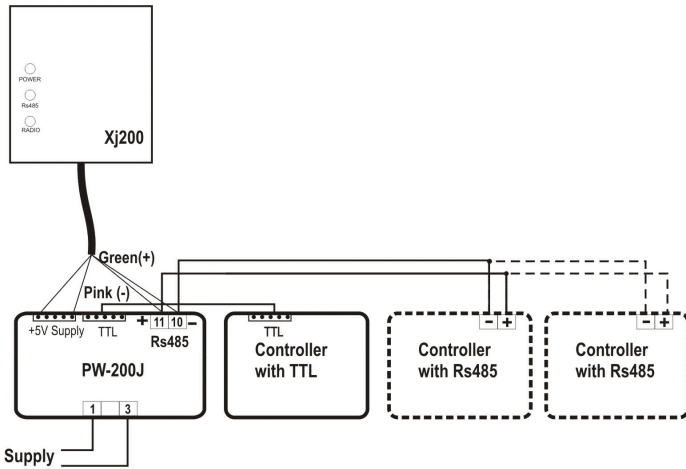 POWER
Rs485
RADIO
Xj200
Green(+)
Pink (-)
+5V Supply TTL + 11 10 –
Rs485
PW-200J
1 3
Supply
TTL
Controller
with TTL
- +
Controller
with Rs485
- +
Controller
with Rs485